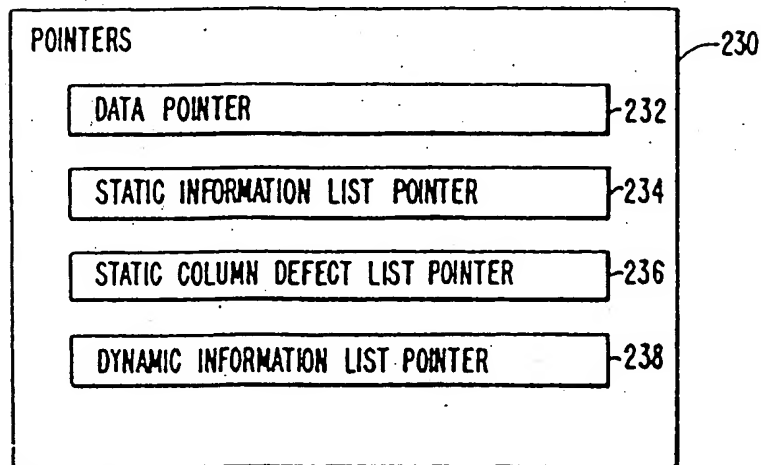 POINTERS
230
DATA POINTER 232
STATIC INFORMATION LIST POINTER 234
STATIC COLUMN DEFECT LIST POINTER 236
DYNAMIC INFORMATION LIST POINTER 238